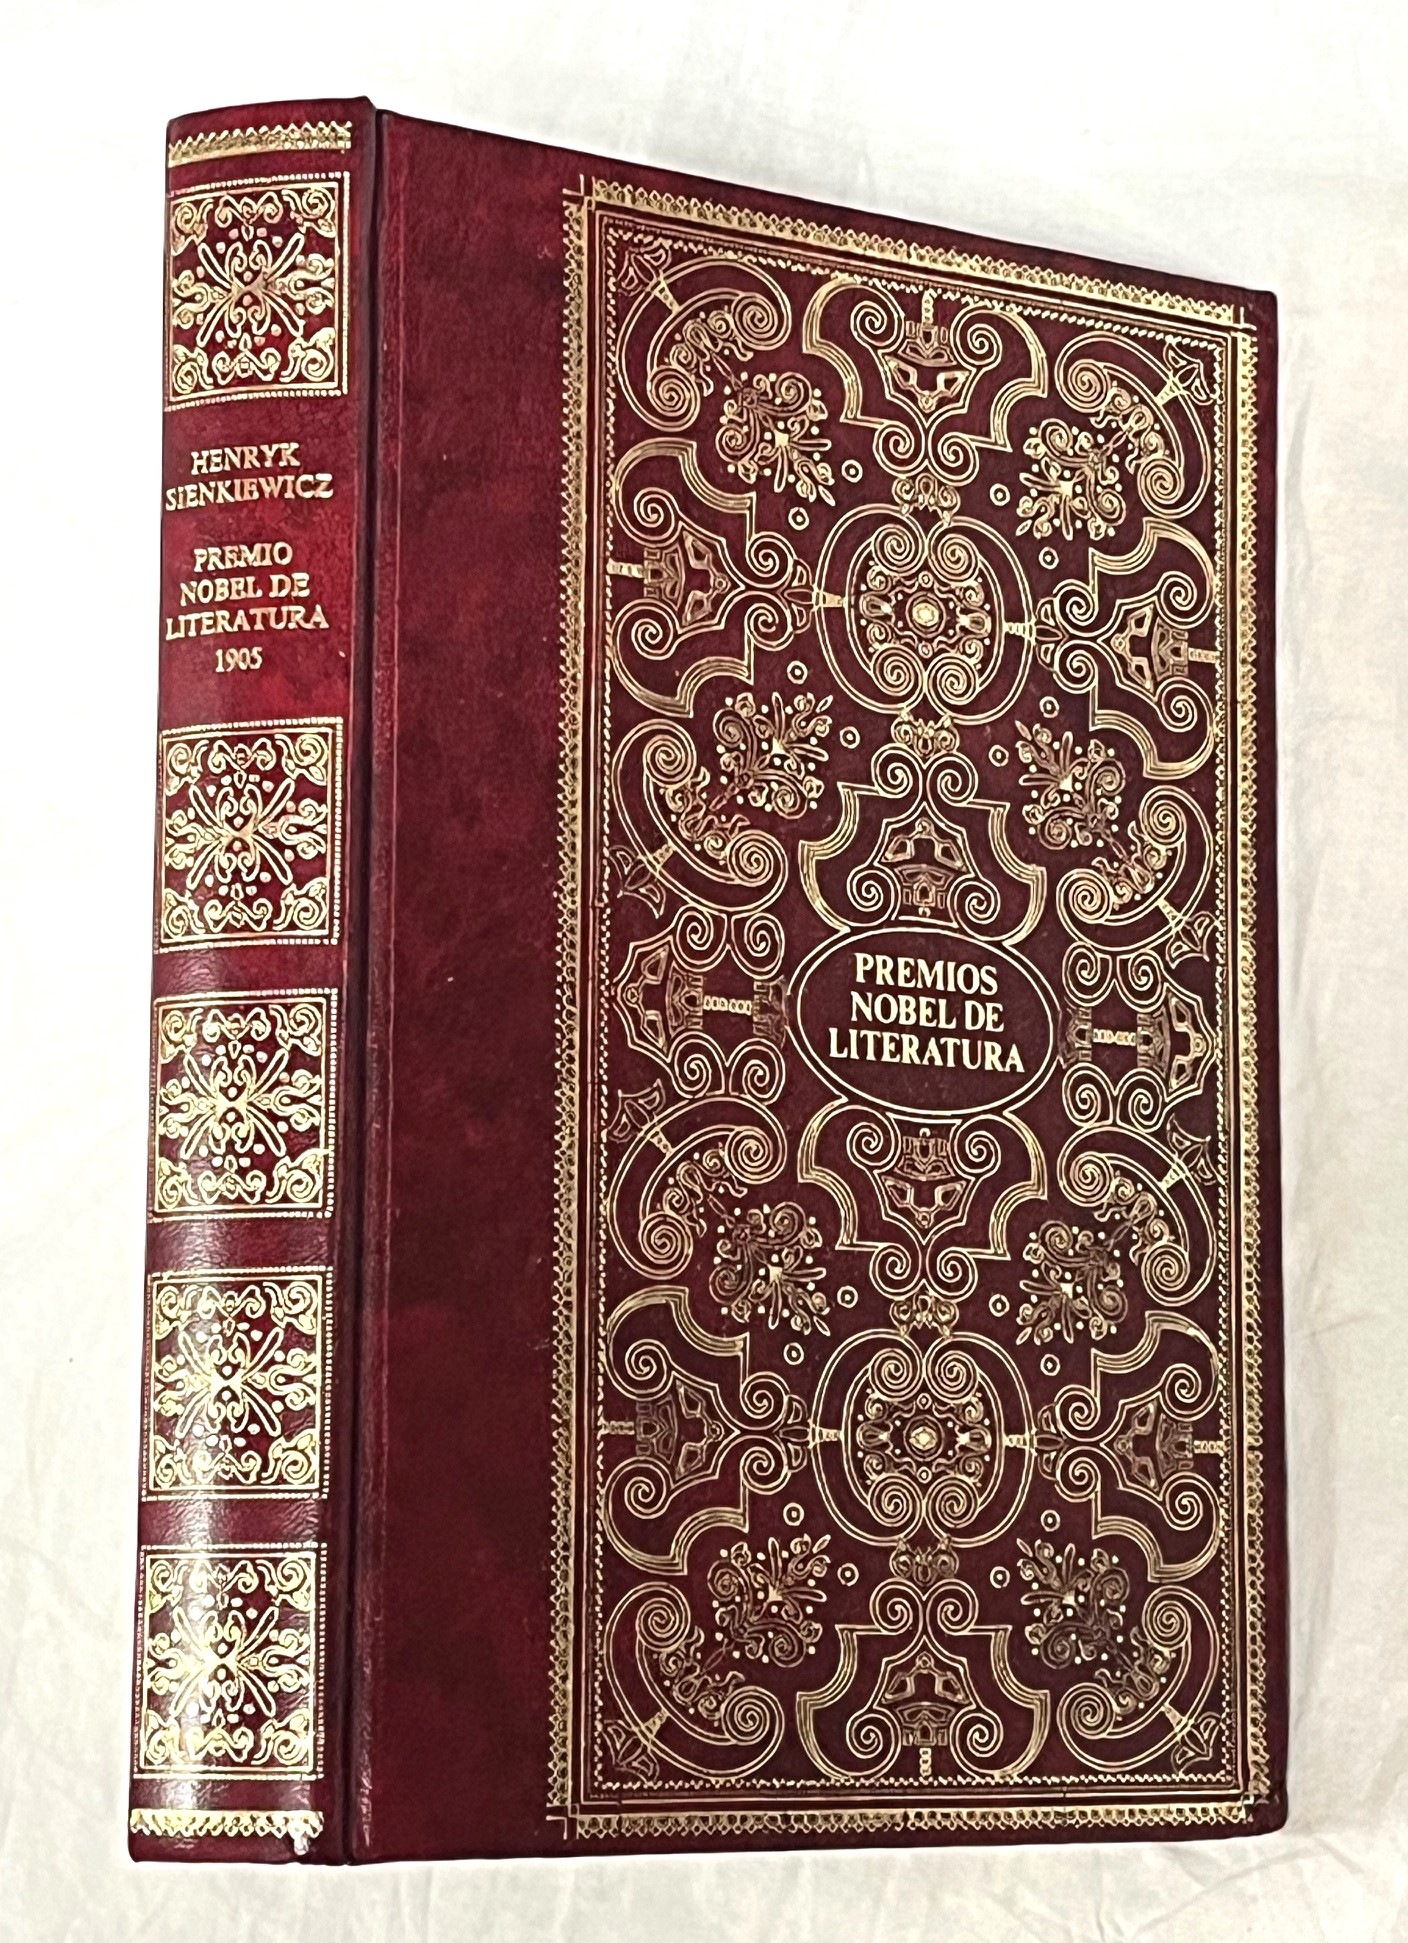 HENRYK
SIENKIEWICZ
PREMIO
NOBEL DE
LITERATURA
1905
PREMIOS
NOBEL DE
LITERATURA